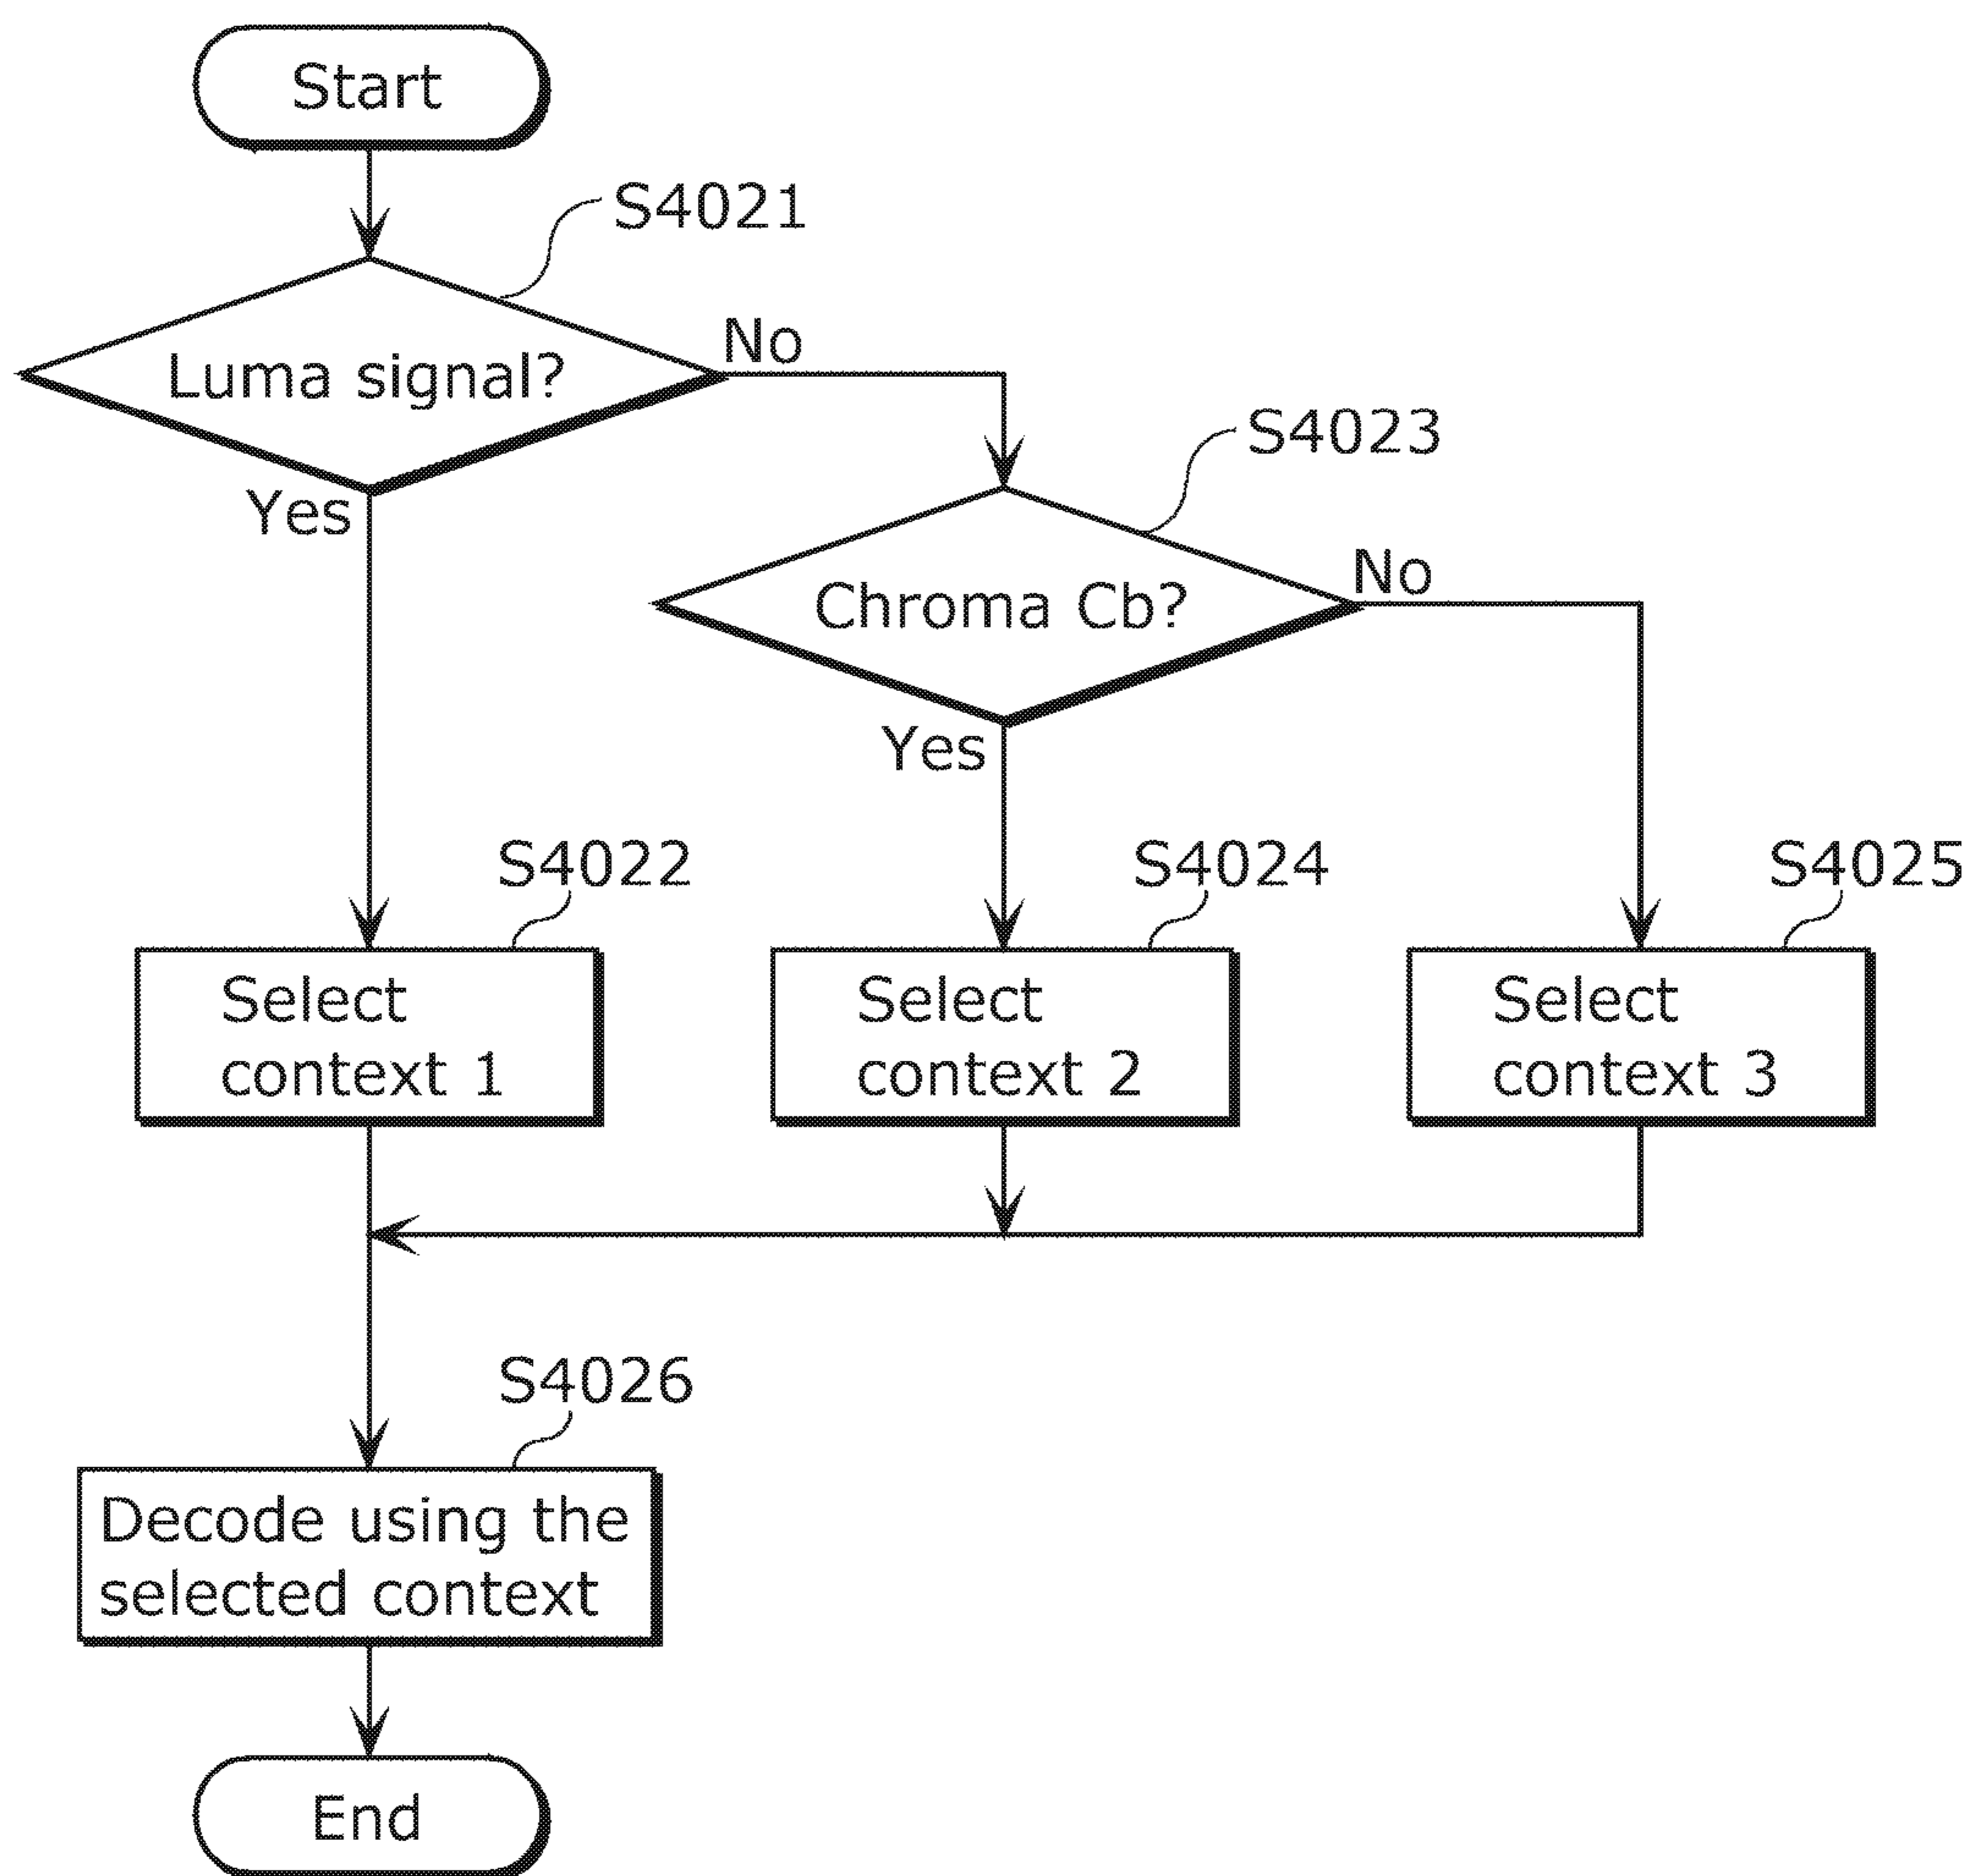 Start
S4021
Luma signal?
No
Yes
S4023
Chroma Cb?
No
Yes
S4022
S4024
S4025
Select
context 1
Select
context 2
Select
context 3
S4026
Decode using the
selected context
End